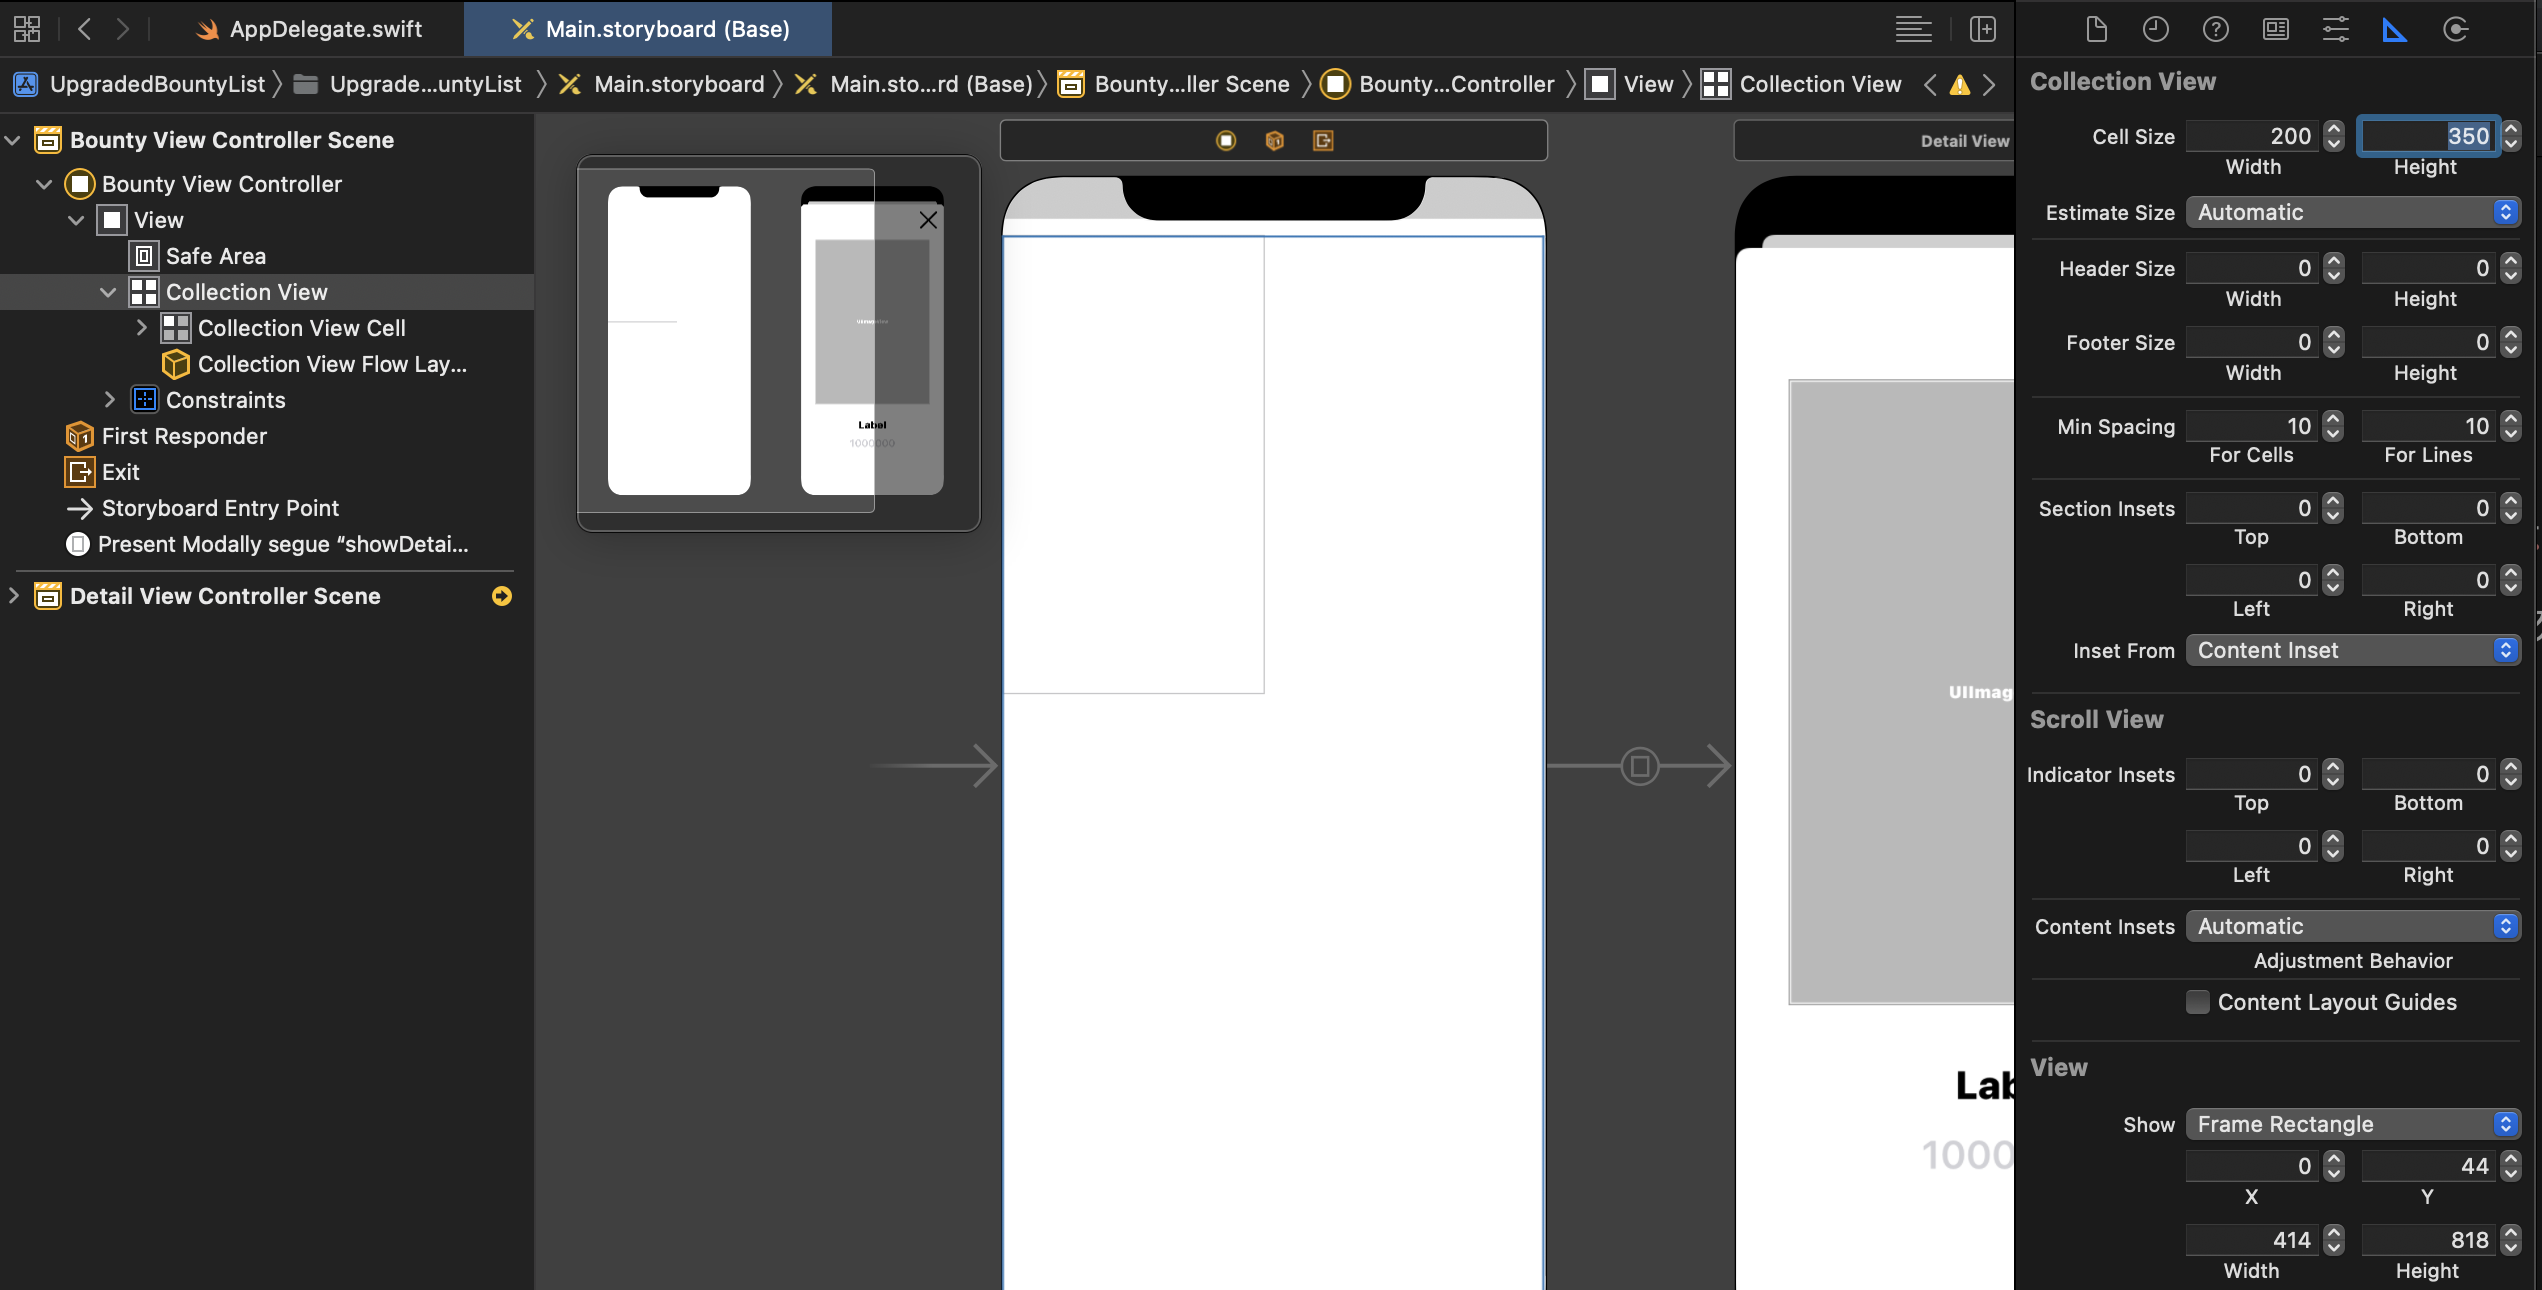 AppDelegate.swift
Main.storyboard (Base)
UpgradedBountyList
Upgrade...untyList
Main.storyboard
Main.sto...rd (Base)
Bounty...ller Scene
Bounty...Controller
View
Collection View
Bounty View Controller Scene
Bounty View Controller
View
Safe Area
Collection View
Collection View Cell
Collection View Flow Lay...
Constraints
First Responder
Exit
Storyboard Entry Point
Present Modally segue “showDetai...
Detail View Controller Scene
Label
1000000
Detail View
UIImag
Lab
1000
Collection View
Cell Size 200 350
Width Height
Estimate Size Automatic
Header Size 0 0
Width Height
Footer Size 0 0
Width Height
Min Spacing 10 10
For Cells For Lines
Section Insets 0 0
Top Bottom
0 0
Left Right
Inset From Content Inset
Scroll View
Indicator Insets 0 0
Top Bottom
0 0
Left Right
Content Insets Automatic
Adjustment Behavior
Content Layout Guides
View
Show Frame Rectangle
0 44
X Y
414 818
Width Height